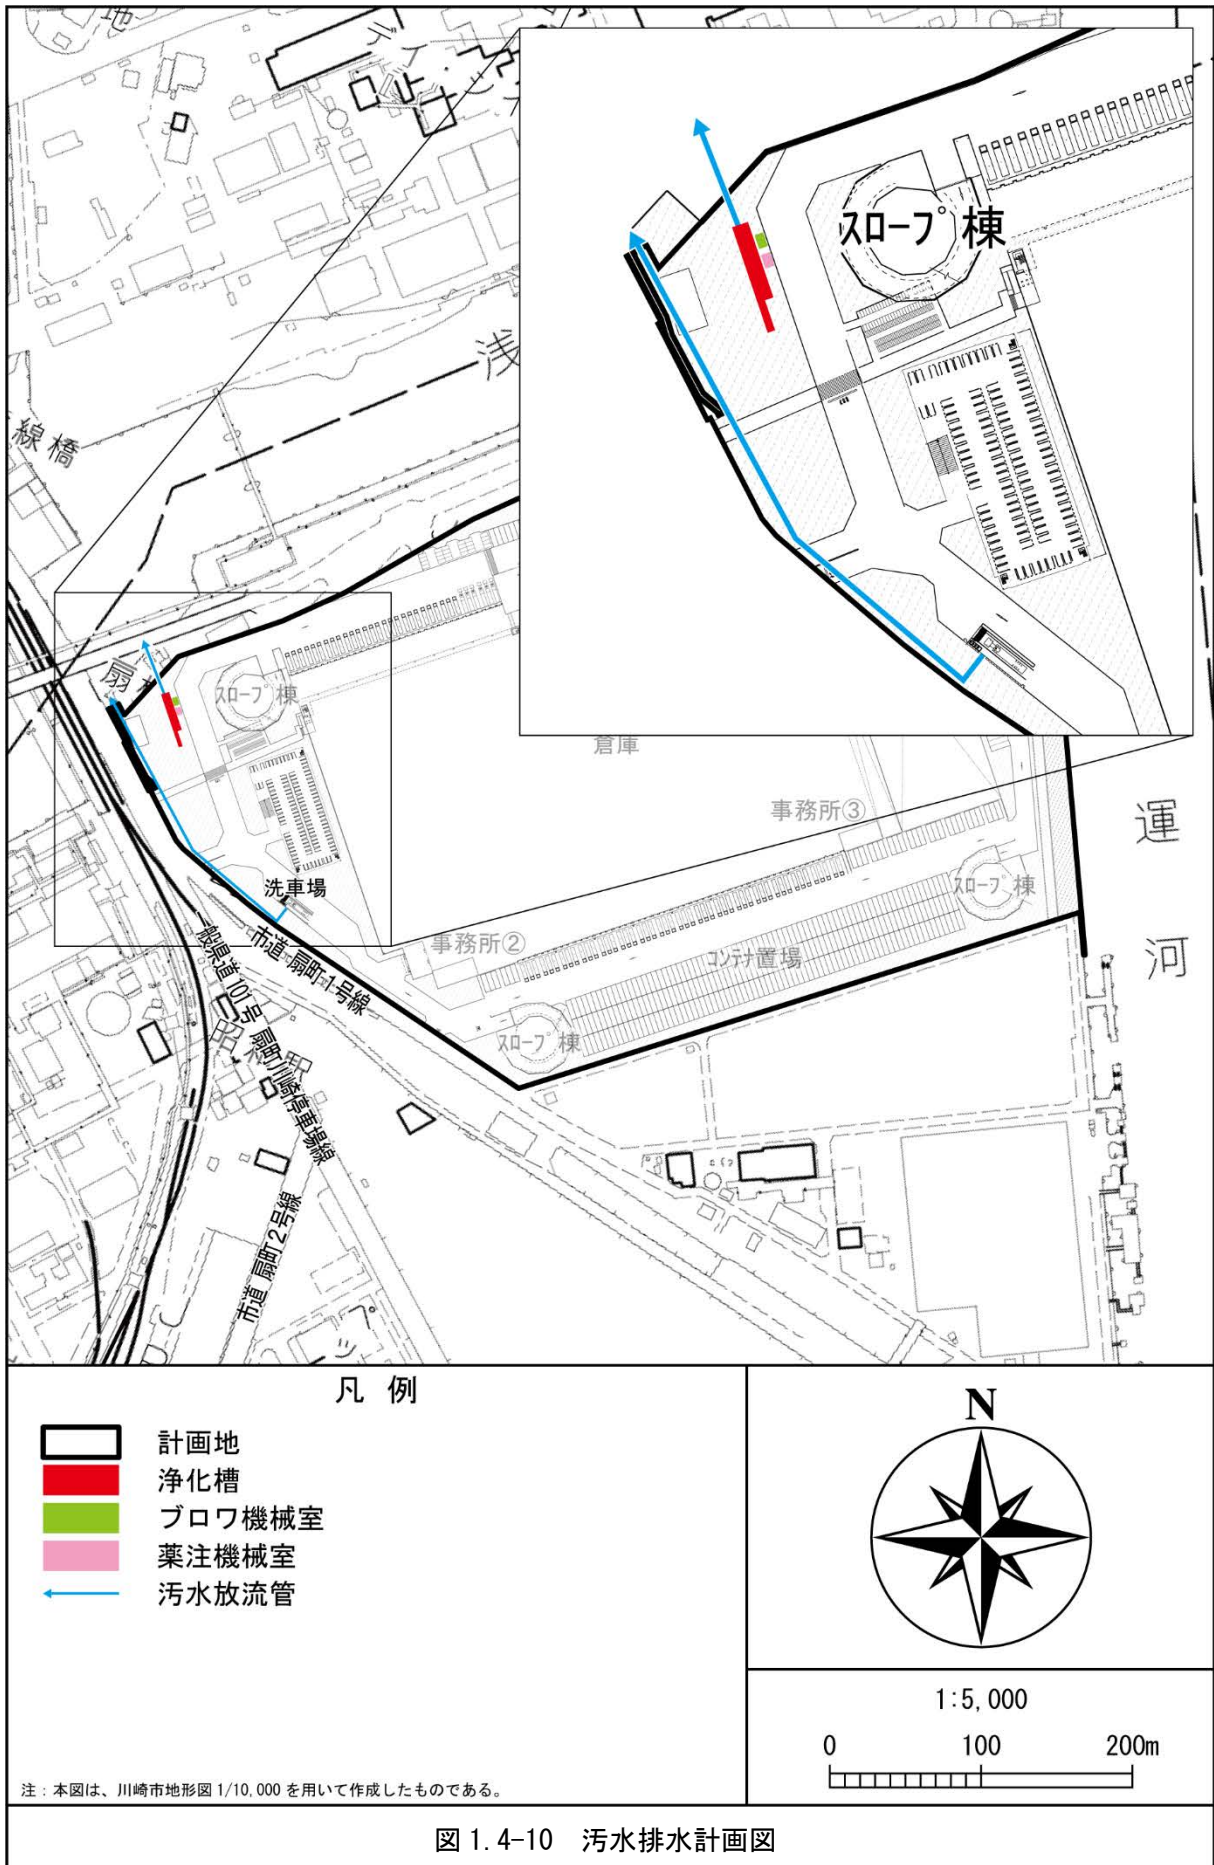 地
デイ
浅
線橋
スロープ棟
扇
スロープ棟
倉庫
事務所③
運
河
スロープ棟
洗車場
事務所②
コンテナ置場
市道 扇町1号線
一般県道101号 扇町川崎停車場線
昭和町
スロープ棟
市道 扇町2号線
凡 例
計画地
浄化槽
ブロワ機械室
薬注機械室
汚水放流管
N
1:5,000
0 100 200m
注：本図は、川崎市地形図 1/10,000 を用いて作成したものである。
図 1.4-10 汚水排水計画図